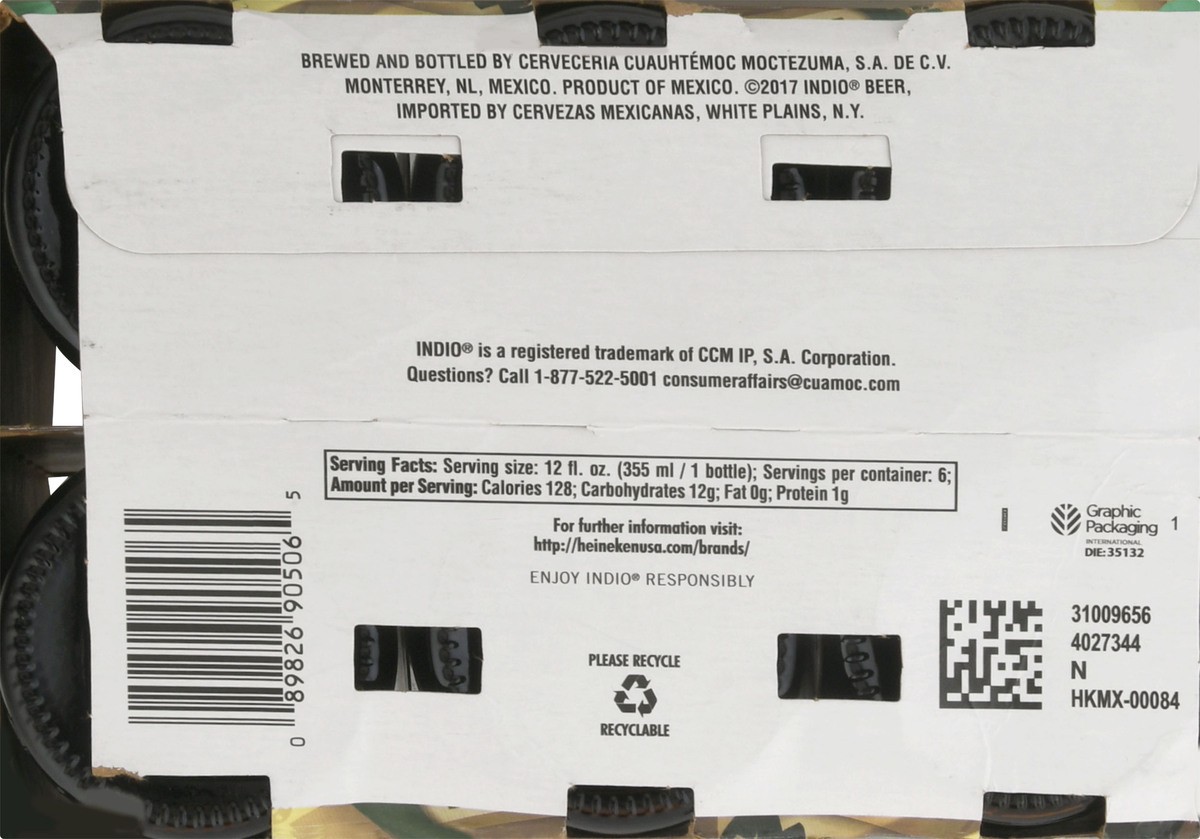 BREWED AND BOTTLED BY CERVECERIA CUAUHTÉMOC MOCTEZUMA, S.A. DE C.V.
MONTERREY, NL, MEXICO. PRODUCT OF MEXICO. ©2017 INDIO® BEER,
IMPORTED BY CERVEZAS MEXICANAS, WHITE PLAINS, N.Y.
INDIO® is a registered trademark of CCM IP, S.A. Corporation.
Questions? Call 1-877-522-5001 consumeraffairs@cuamoc.com
Serving Facts: Serving size: 12 fl. oz. (355 ml / 1 bottle); Servings per container: 6;
Amount per Serving: Calories 128; Carbohydrates 12g; Fat 0g; Protein 1g
For further information visit:
http://heinekenusa.com/brands/
ENJOY INDIO® RESPONSIBLY
PLEASE RECYCLE
RECYCLABLE
0 89826 90506 5
Graphic
Packaging 1
INTERNATIONAL
DIE:35132
31009656
4027344
N
HKMX-00084